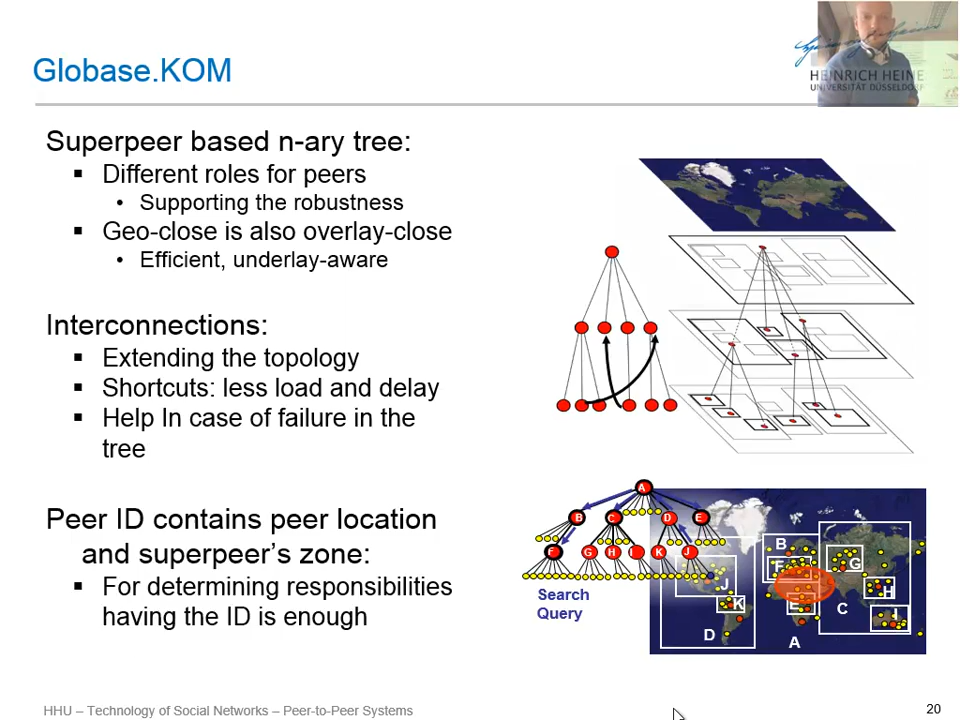 Globase.KOM
HEINRICH HEINE
UNIVERSITÄT DÜSSELDORF
Superpeer based n-ary tree:
▪ Different roles for peers
• Supporting the robustness
▪ Geo-close is also overlay-close
• Efficient, underlay-aware
Interconnections:
▪ Extending the topology
▪ Shortcuts: less load and delay
▪ Help In case of failure in the
tree
Peer ID contains peer location
and superpeer's zone:
▪ For determining responsibilities
having the ID is enough
A
B C D E
F G H I K J
Search
Query
B
F G
J
K E C H
I
D
A
HHU – Technology of Social Networks – Peer-to-Peer Systems
20